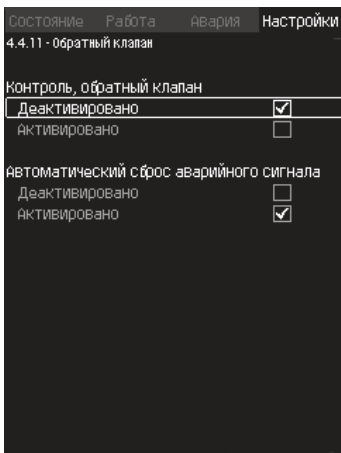 Состояние Работа Авария Настройки
4.4.11 - Обратный клапан
Контроль, обратный клапан
Деактивировано
Активировано
Автоматический сброс аварийного сигнала
Деактивировано
Активировано